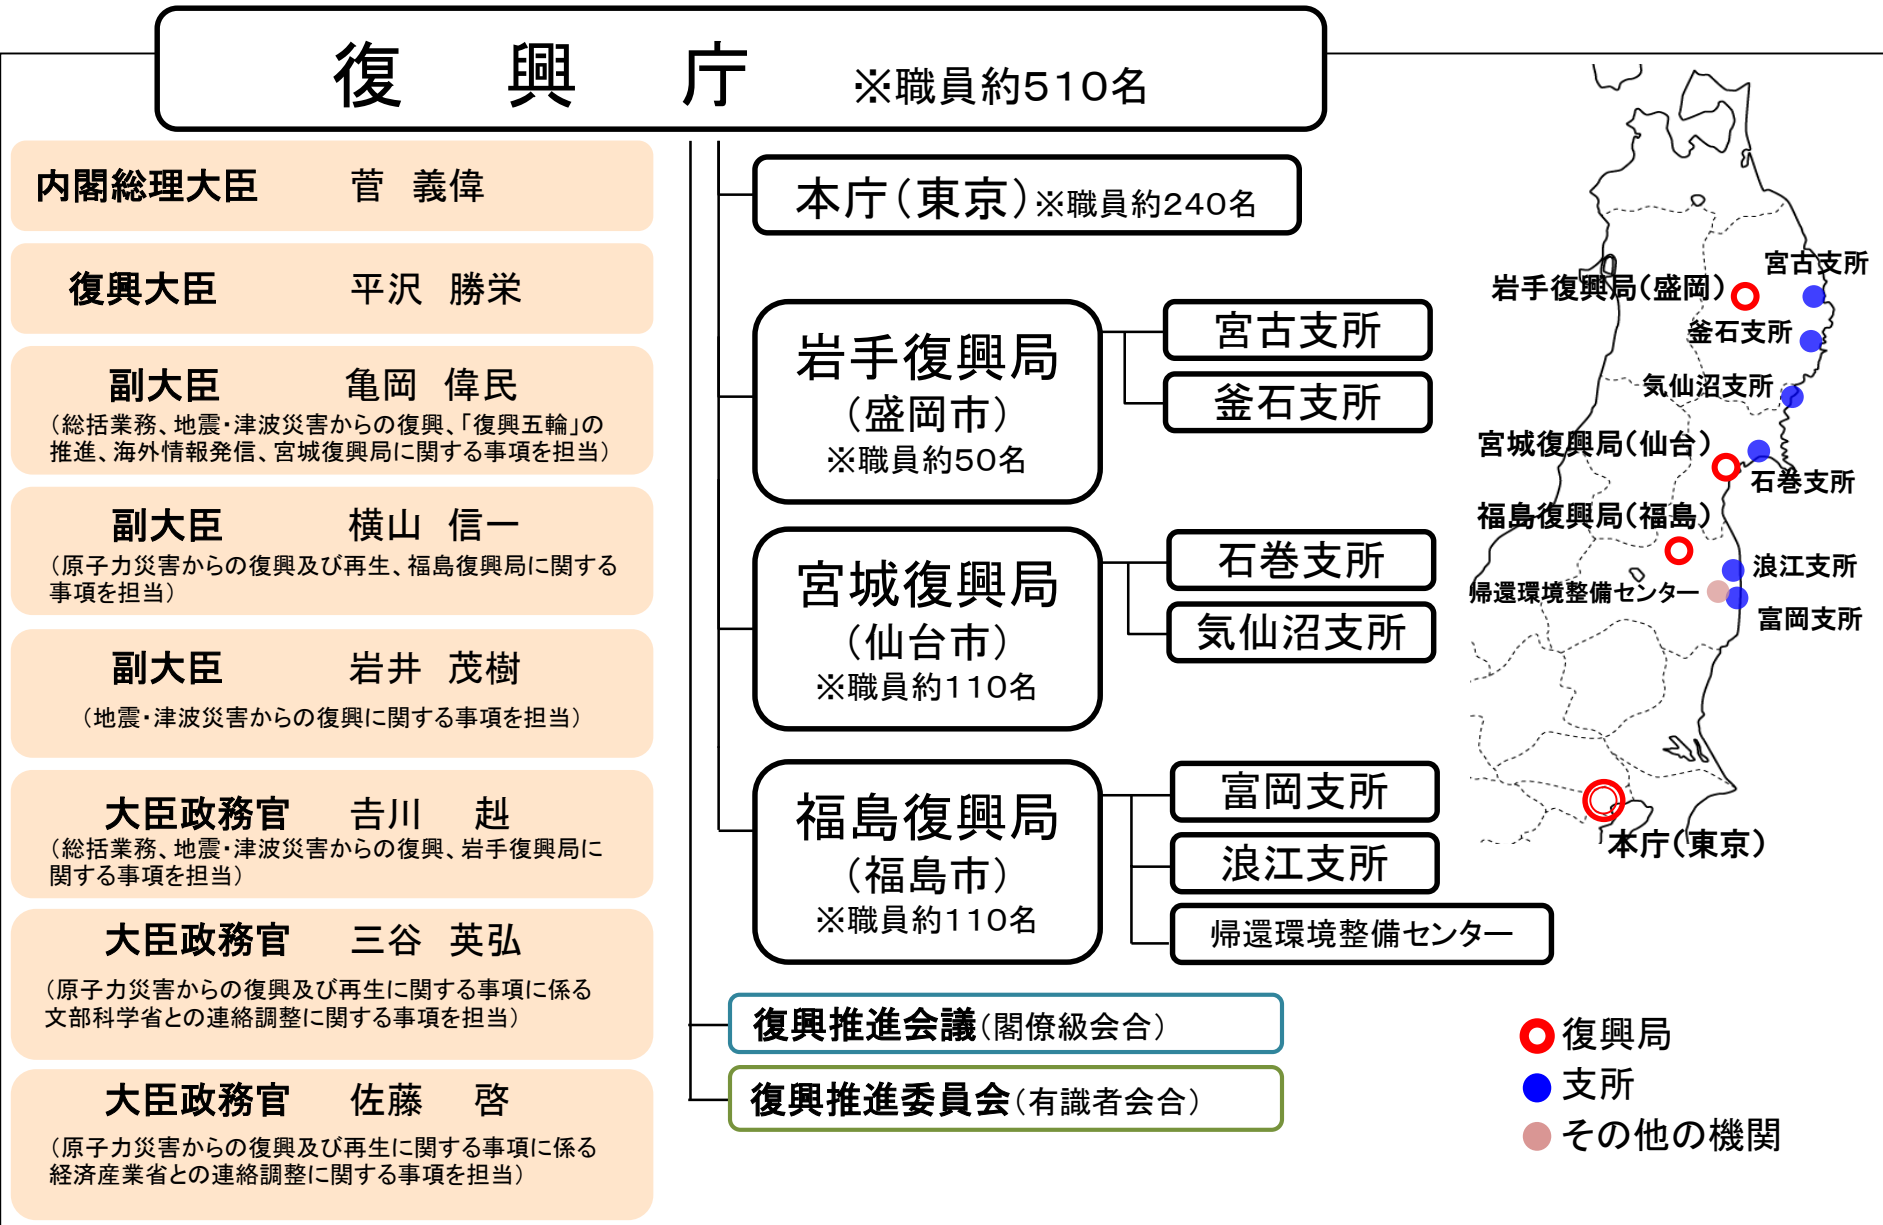 復興庁 ※職員約510名
内閣総理大臣 菅 義偉
復興大臣 平沢 勝栄
副大臣 亀岡 偉民
(総括業務、地震・津波災害からの復興、「復興五輪」の
推進、海外情報発信、宮城復興局に関する事項を担当)
副大臣 横山 信一
(原子力災害からの復興及び再生、福島復興局に関する
事項を担当)
副大臣 岩井 茂樹
(地震・津波災害からの復興に関する事項を担当)
大臣政務官 𠮷川 赳
(総括業務、地震・津波災害からの復興、岩手復興局に
関する事項を担当)
大臣政務官 三谷 英弘
(原子力災害からの復興及び再生に関する事項に係る
文部科学省との連絡調整に関する事項を担当)
大臣政務官 佐藤 啓
(原子力災害からの復興及び再生に関する事項に係る
経済産業省との連絡調整に関する事項を担当)
本庁(東京)※職員約240名
岩手復興局
(盛岡市)
※職員約50名
宮古支所
釜石支所
宮城復興局
(仙台市)
※職員約110名
石巻支所
気仙沼支所
福島復興局
(福島市)
※職員約110名
富岡支所
浪江支所
帰還環境整備センター
復興推進会議(閣僚級会合)
復興推進委員会(有識者会合)
宮古支所
岩手復興局(盛岡)
釜石支所
気仙沼支所
宮城復興局(仙台)
石巻支所
福島復興局(福島)
浪江支所
帰還環境整備センター
富岡支所
本庁(東京)
復興局
支所
その他の機関